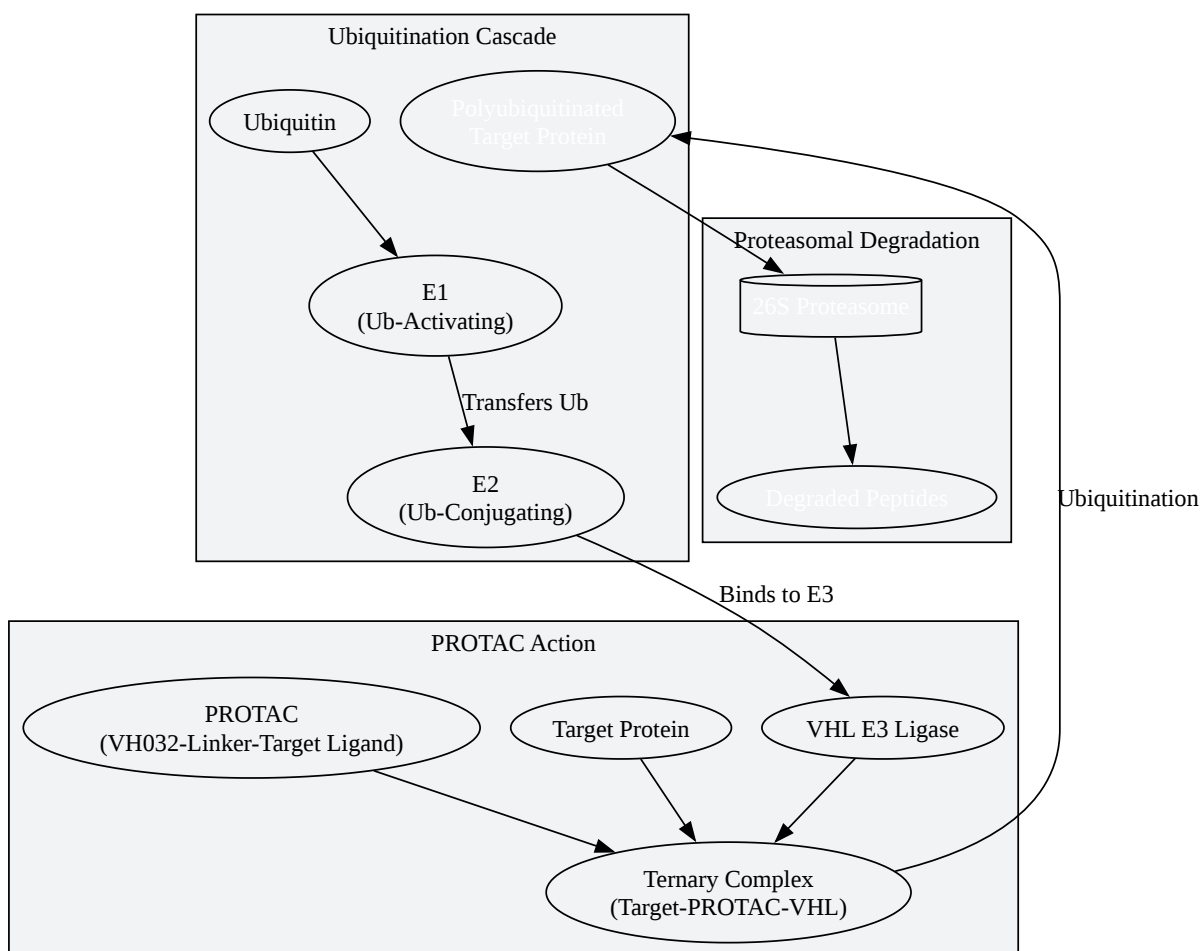 Ubiquitination Cascade
Ubiquitin
Polyubiquitinated
Target Protein
E1
(Ub-Activating)
Transfers Ub
E2
(Ub-Conjugating)
Proteasomal Degradation
26S Proteasome
Degraded Peptides
Ubiquitination
Binds to E3
PROTAC Action
PROTAC
(VH032-Linker-Target Ligand)
Target Protein
VHL E3 Ligase
Ternary Complex
(Target-PROTAC-VHL)